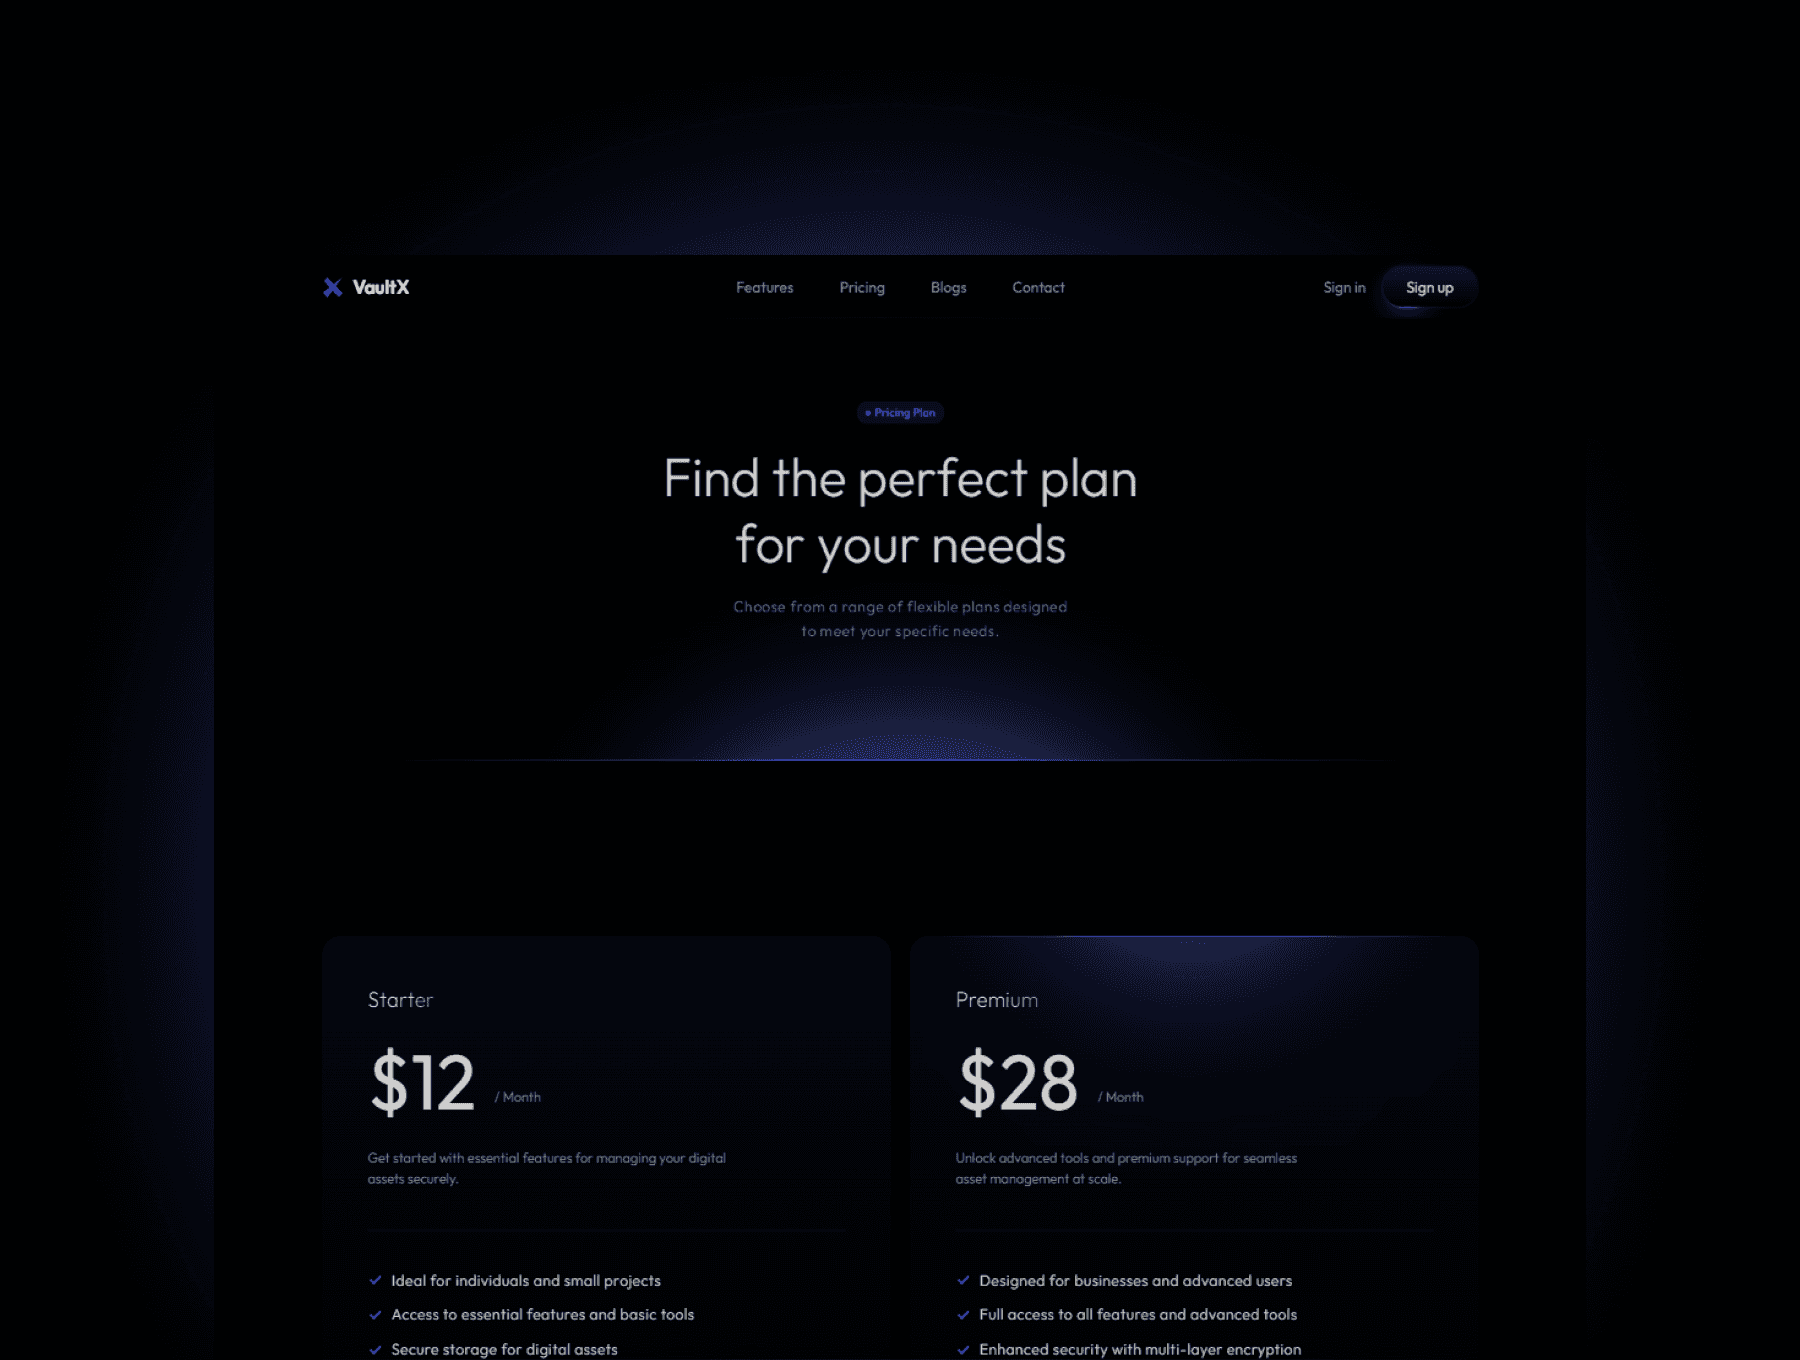 VaultX
Features Pricing Blogs Contact
Sign in Sign up
Pricing Plan
Find the perfect plan
for your needs
Choose from a range of flexible plans designed
to meet your specific needs.
Starter
$12 / Month
Get started with essential features for managing your digital
assets securely.
Ideal for individuals and small projects
Access to essential features and basic tools
Secure storage for digital assets
Premium
$28 / Month
Unlock advanced tools and premium support for seamless
asset management at scale.
Designed for businesses and advanced users
Full access to all features and advanced tools
Enhanced security with multi-layer encryption